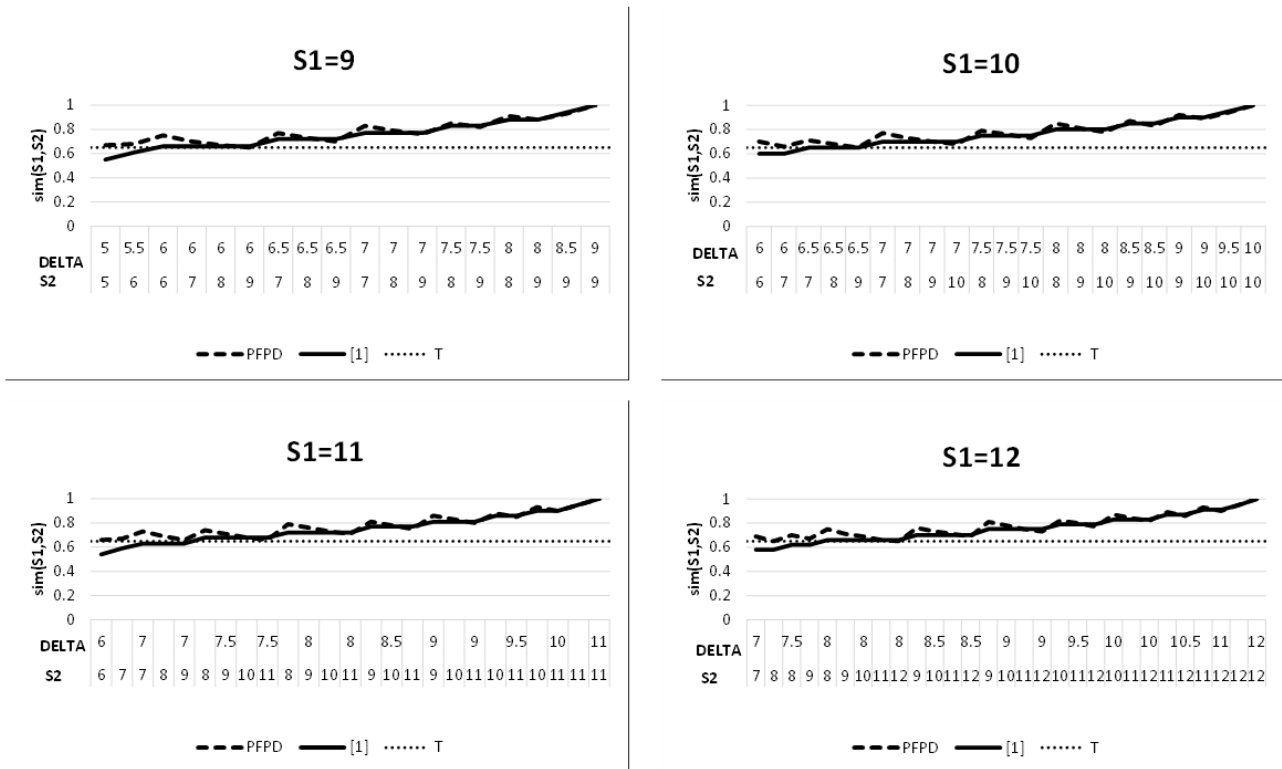 S1=9
sim(S1,S2)
1
0.8
0.6
0.4
0.2
0
DELTA 5 5.5 6 6 6 6 6.5 6.5 6.5 7 7 7 7.5 7.5 8 8 8.5 9
S2 5 6 6 7 8 9 7 8 9 7 8 9 8 9 8 9 9 9
PFPD [1] T
S1=10
sim(S1,S2)
1
0.8
0.6
0.4
0.2
0
DELTA 6 6 6.5 6.5 6.5 7 7 7 7 7.5 7.5 7.5 8 8 8 8.5 8.5 9 9 9.5 10
S2 6 7 7 8 9 7 8 9 10 8 9 10 8 9 10 9 10 9 10 10 10
PFPD [1] T
S1=11
sim(S1,S2)
1
0.8
0.6
0.4
0.2
0
DELTA 6 7 7 7.5 7.5 8 8 8.5 9 9 9.5 10 11
S2 6 7 7 8 9 8 9 10 11 8 9 10 11 9 10 11 9 10 11 10 11 10 11 11 11
PFPD [1] T
S1=12
sim(S1,S2)
1
0.8
0.6
0.4
0.2
0
DELTA 7 7.5 8 8 8 8.5 8.5 9 9 9.5 10 10 10.5 11 12
S2 7 8 8 9 8 9 10 11 12 9 10 11 12 9 10 11 12 10 11 12 10 11 12 11 12 11 12 12 12
PFPD [1] T